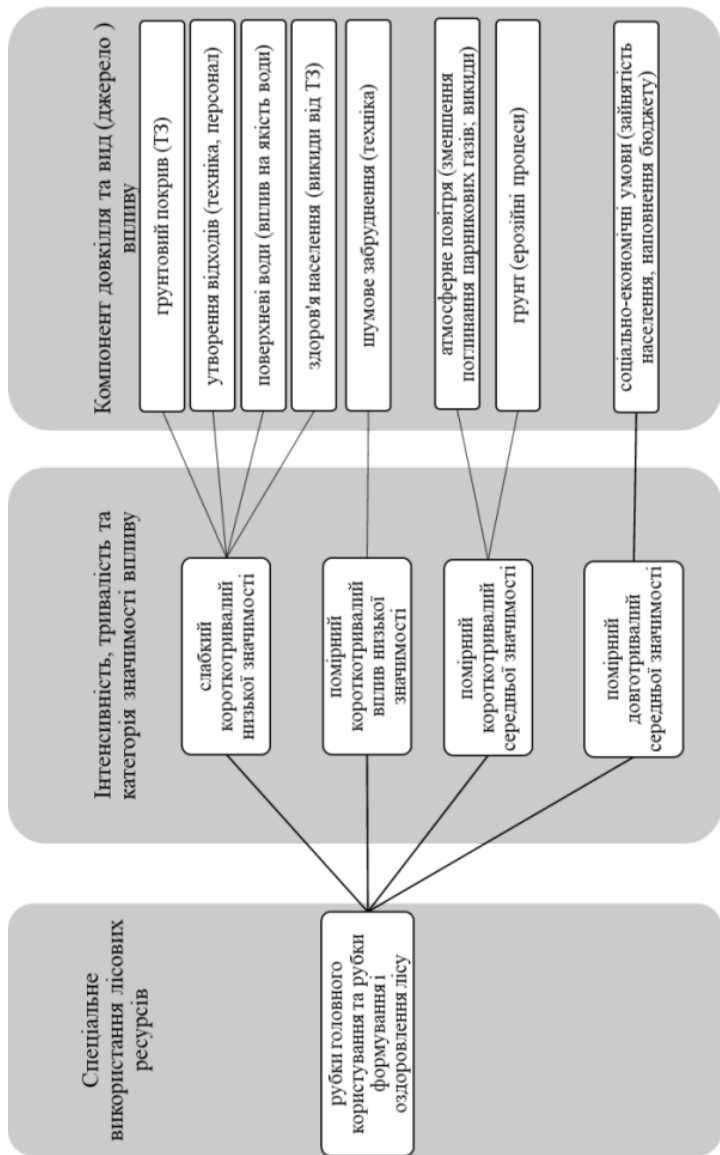 Спеціальне
використання лісових
ресурсів
рубки головного
користування та рубки
формування і
оздоровлення лісу
Інтенсивність, тривалість та
категорія значимості впливу
слабкий
короткотривалий
низької значимості
помірний
короткотривалий
вплив низької
значимості
помірний
короткотривалий
середньої значимості
помірний
довготривалий
середньої значимості
Компонент довкілля та вид (джерело )
впливу
грунтовий покрив (ТЗ)
утворення відходів (техніка, персонал)
поверхневі води (вплив на якість води)
здоров'я населення (викиди від ТЗ)
шумове забруднення (техніка)
атмосферне повітря (зменшення
поглинання парникових газів; викиди)
грунт (ерозійні процеси)
соціально-економічні умови (зайнятість
населення, наповнення бюджету)